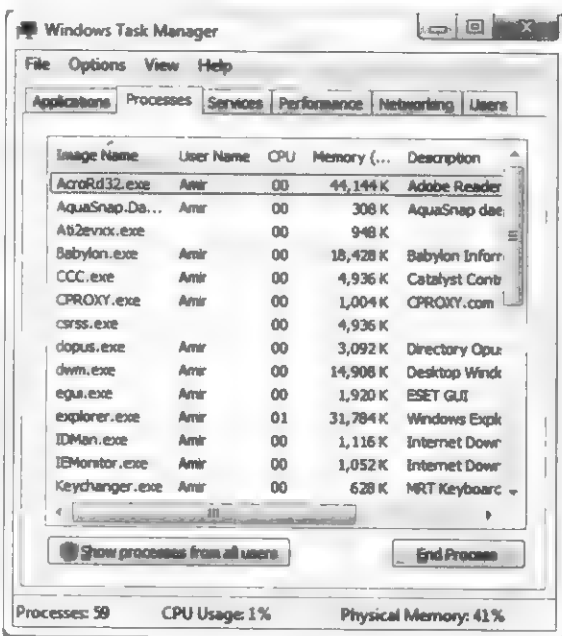 Windows Task Manager
File Options View Help
Applications Processes Services Performance Networking Users
Image Name User Name CPU Memory (... Description
AcroRd32.exe Amir 00 44,144 K Adobe Reader
AquaSnap.Da... Amir 00 308 K AquaSnap dae
Ati2evxx.exe 00 948 K
Babylon.exe Amir 00 18,428 K Babylon Inforr
CCC.exe Amir 00 4,936 K Catalyst Contr
CPROXY.exe Amir 00 1,004 K CPROXY.com
csrss.exe 00 4,936 K
dopus.exe Amir 00 3,092 K Directory Opu
dwm.exe Amir 00 14,908 K Desktop Windo
egui.exe Amir 00 1,920 K ESET GUI
explorer.exe Amir 01 31,784 K Windows Expl
IDMan.exe Amir 00 1,116 K Internet Down
IEMonitor.exe Amir 00 1,052 K Internet Down
Keychanger.exe Amir 00 628 K MRT Keyboarc
Show processes from all users End Process
Processes: 59 CPU Usage: 1% Physical Memory: 41%